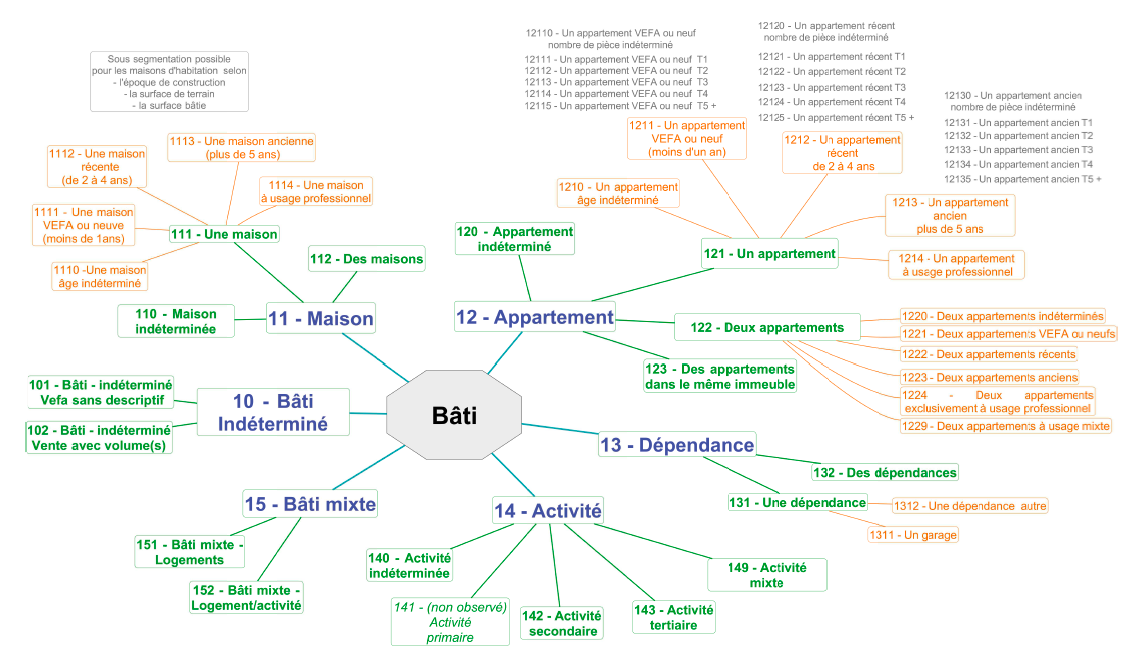 12110 - Un appartement VEFA ou neuf
nombre de pièce indéterminé
12111 - Un appartement VEFA ou neuf T1
12112 - Un appartement VEFA ou neuf T2
12113 - Un appartement VEFA ou neuf T3
12114 - Un appartement VEFA ou neuf T4
12115 - Un appartement VEFA ou neuf T5 +
12120 - Un appartement récent
nombre de pièce indéterminé
12121 - Un appartement récent T1
12122 - Un appartement récent T2
12123 - Un appartement récent T3
12124 - Un appartement récent T4
12125 - Un appartement récent T5 +
12130 - Un appartement ancien
nombre de pièce indéterminé
12131 - Un appartement ancien T1
12132 - Un appartement ancien T2
12133 - Un appartement ancien T3
12134 - Un appartement ancien T4
12135 - Un appartement ancien T5 +
Sous segmentation possible
pour les maisons d'habitation selon
- l'époque de construction
- la surface de terrain
- la surface bâtie
1113 - Une maison ancienne
(plus de 5 ans)
1112 - Une maison
récente
(de 2 à 4 ans)
1114 - Une maison
à usage professionnel
1111 - Une maison
VEFA ou neuve
(moins de 1ans)
111 - Une maison
1110 -Une maison
âge indéterminé
112 - Des maisons
110 - Maison
indéterminée
11 - Maison
1211 - Un appartement
VEFA ou neuf
(moins d'un an)
1212 - Un appartement
récent
de 2 à 4 ans
1210 - Un appartement
âge indéterminé
1213 - Un appartement
ancien
plus de 5 ans
120 - Appartement
indéterminé
121 - Un appartement
1214 - Un appartement
à usage professionnel
12 - Appartement
122 - Deux appartements
1220 - Deux appartements indéterminés
1221 - Deux appartements VEFA ou neufs
1222 - Deux appartements récents
1223 - Deux appartements anciens
1224 - Deux appartements
exclusivement à usage professionnel
1229 - Deux appartements à usage mixte
123 - Des appartements
dans le même immeuble
101 - Bâti - indéterminé
Vefa sans descriptif
102 - Bâti - indéterminé
Vente avec volume(s)
10 - Bâti
Indéterminé
Bâti
13 - Dépendance
132 - Des dépendances
131 - Une dépendance
1312 - Une dépendance autre
1311 - Un garage
15 - Bâti mixte
151 - Bâti mixte -
Logements
152 - Bâti mixte -
Logement/activité
14 - Activité
140 - Activité
indéterminée
141 - (non observé)
Activité
primaire
142 - Activité
secondaire
143 - Activité
tertiaire
149 - Activité
mixte